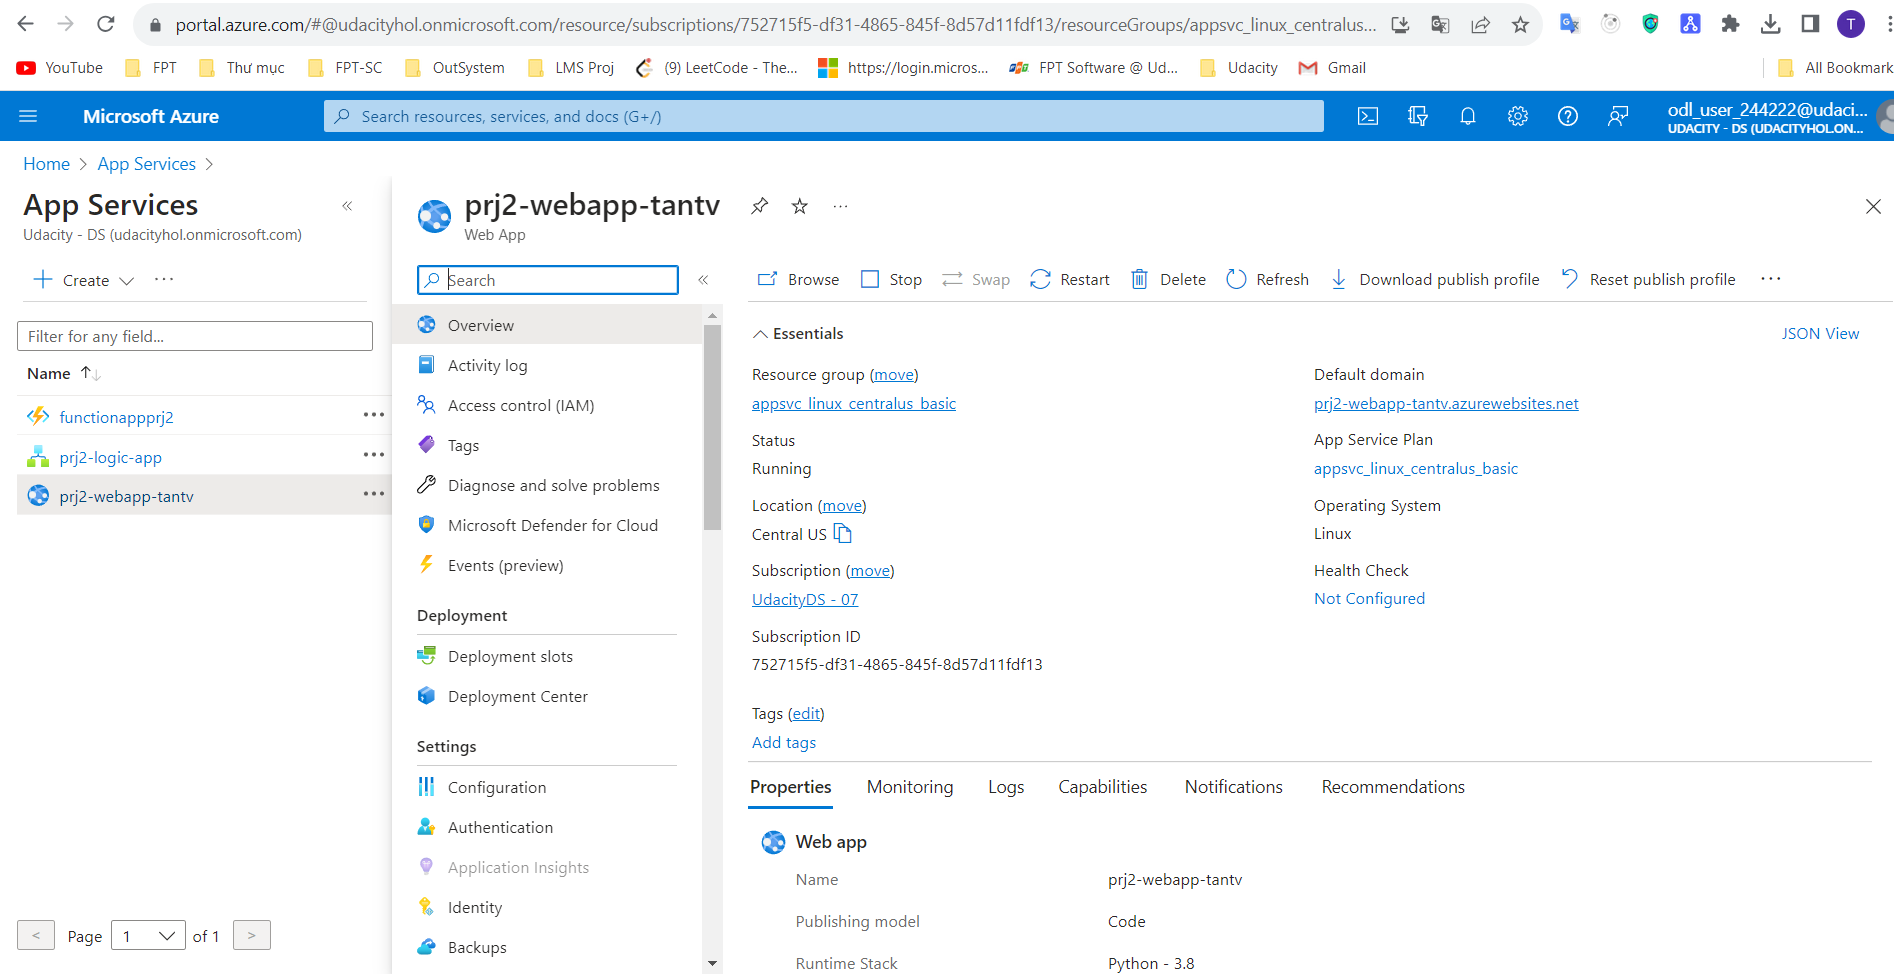 portal.azure.com/#@udacityhol.onmicrosoft.com/resource/subscriptions/752715f5-df31-4865-845f-8d57d11fdf13/resourceGroups/appsvc_linux_centralus...
T
YouTube
FPT
Thư mục
FPT-SC
OutSystem
LMS Proj
(9) LeetCode - The...
https://login.micros...
FPT Software @ Ud...
Udacity
Gmail
All Bookmark
Microsoft Azure
Search resources, services, and docs (G+/)
odl_user_244222@udaci...
UDACITY - DS (UDACITYHOL.ON...
Home > App Services >
App Services
Udacity - DS (udacityhol.onmicrosoft.com)
Create
Filter for any field...
Name
functionappprj2
prj2-logic-app
prj2-webapp-tantv
< Page 1 of 1 >
prj2-webapp-tantv
Web App
Search
Overview
Activity log
Access control (IAM)
Tags
Diagnose and solve problems
Microsoft Defender for Cloud
Events (preview)
Deployment
Deployment slots
Deployment Center
Settings
Configuration
Authentication
Application Insights
Identity
Backups
Browse
Stop
Swap
Restart
Delete
Refresh
Download publish profile
Reset publish profile
Essentials
JSON View
Resource group (move)
appsvc_linux_centralus_basic
Status
Running
Location (move)
Central US
Subscription (move)
UdacityDS - 07
Subscription ID
752715f5-df31-4865-845f-8d57d11fdf13
Default domain
prj2-webapp-tantv.azurewebsites.net
App Service Plan
appsvc_linux_centralus_basic
Operating System
Linux
Health Check
Not Configured
Tags (edit)
Add tags
Properties
Monitoring
Logs
Capabilities
Notifications
Recommendations
Web app
Name prj2-webapp-tantv
Publishing model Code
Runtime Stack Python - 3.8